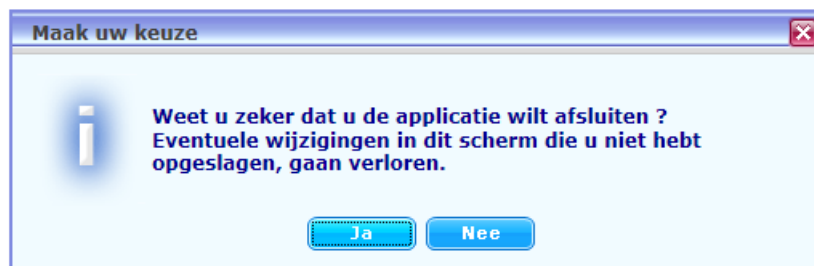 Maak uw keuze
Weet u zeker dat u de applicatie wilt afsluiten ?
Eventuele wijzigingen in dit scherm die u niet hebt
opgeslagen, gaan verloren.
Ja Nee